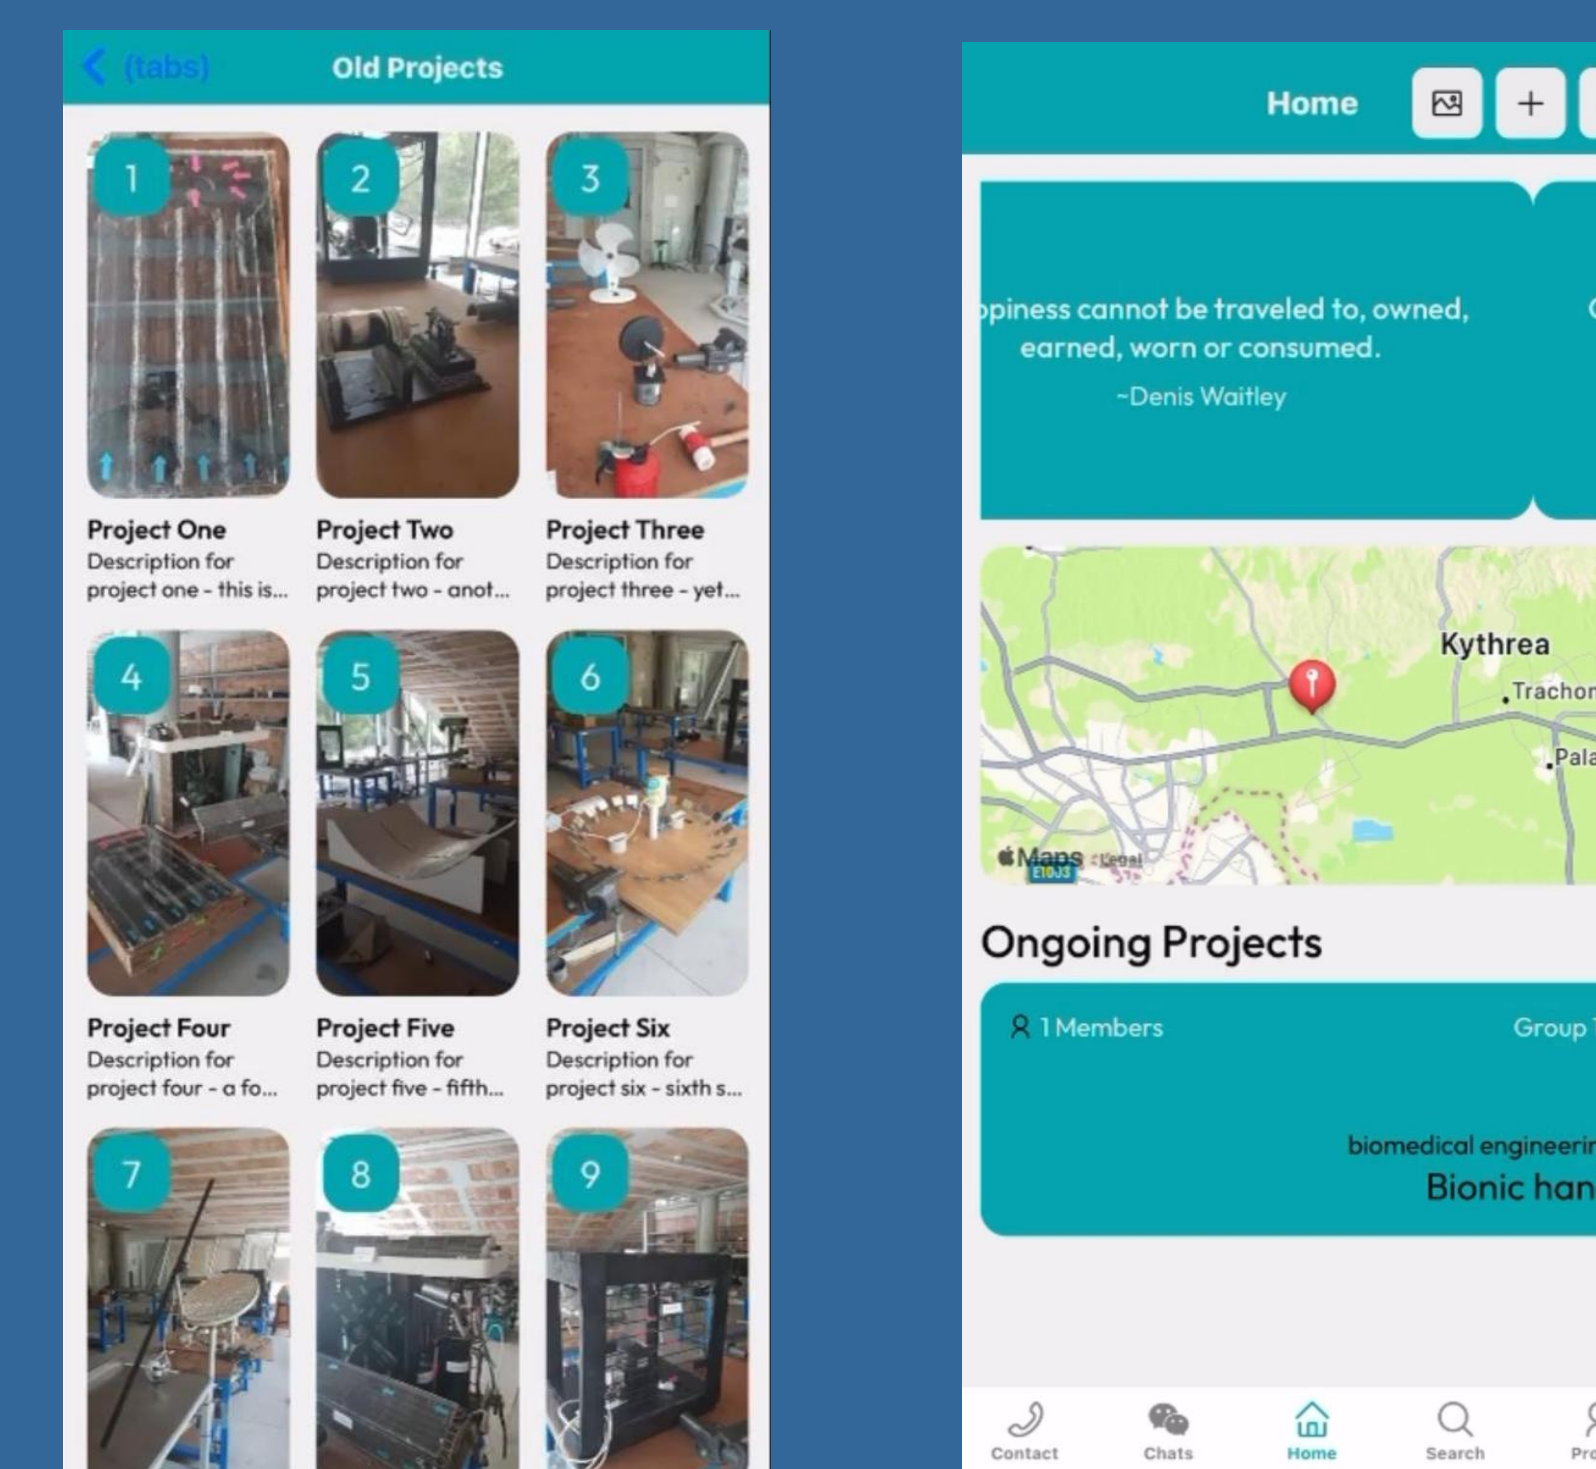 (tabs)
Old Projects
1
2
3
Project One
Description for
project one - this is...
Project Two
Description for
project two - anot...
Project Three
Description for
project three - yet...
4
5
6
Project Four
Description for
project four - a fo...
Project Five
Description for
project five - fifth...
Project Six
Description for
project six - sixth s...
7
8
9
Home
ppiness cannot be traveled to, owned,
earned, worn or consumed.
~Denis Waitley
Kythrea
Trachon
Pala
Maps
Legal
Ongoing Projects
1 Members
Group 1
biomedical engineerin
Bionic han
Contact
Chats
Home
Search
Pro